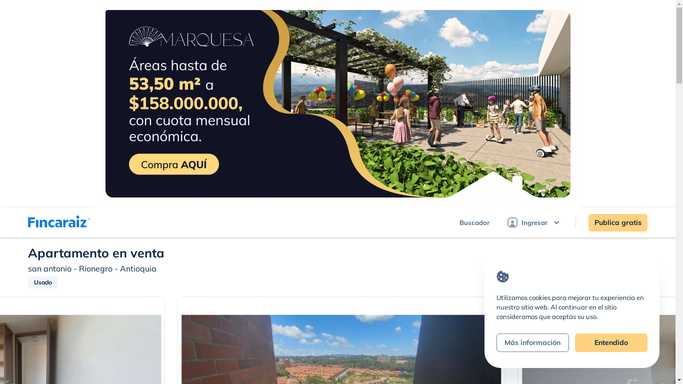 MARQUESA
Áreas hasta de
53,50 m² a
$158.000.000,
con cuota mensual
económica.
Compra AQUÍ
Fincaraiz
Buscador
Ingresar
Publica gratis
Apartamento en venta
san antonio - Rionegro - Antioquia
Usado
Utilizamos cookies para mejorar tu experiencia en
nuestro sitio web. Al continuar en el sitio
consideramos que aceptas su uso.
Más información
Entendido